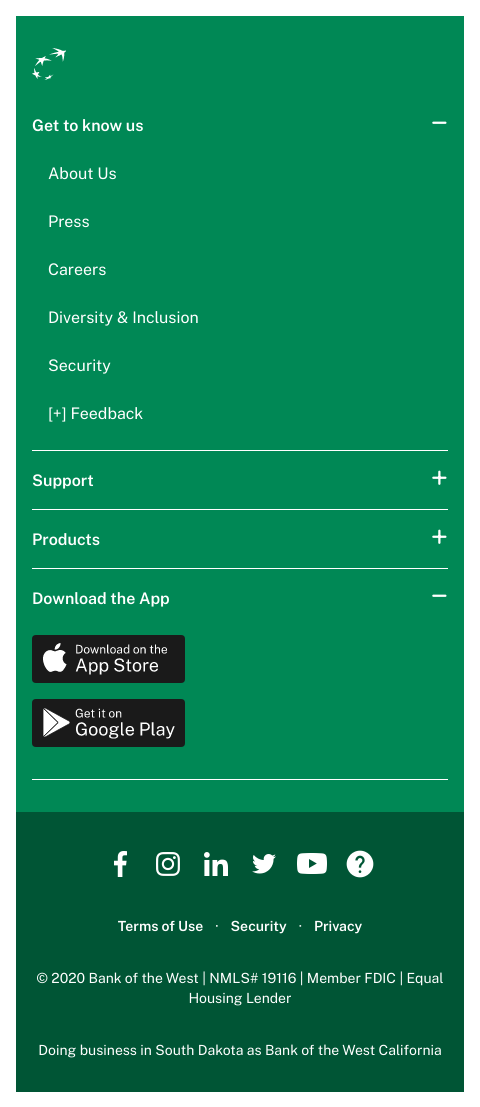 Get to know us
About Us
Press
Careers
Diversity & Inclusion
Security
[+] Feedback
Support
Products
Download the App
Download on the
App Store
Get it on
Google Play
Terms of Use · Security · Privacy
© 2020 Bank of the West | NMLS# 19116 | Member FDIC | Equal
Housing Lender
Doing business in South Dakota as Bank of the West California